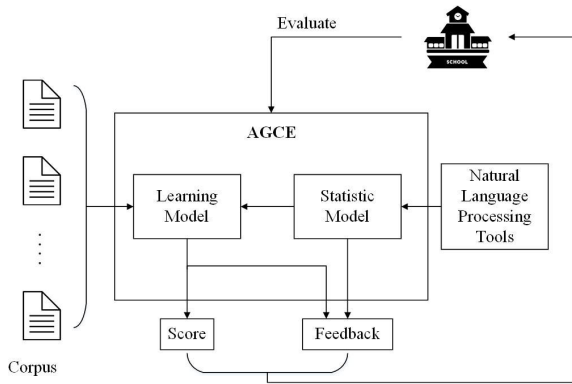 Evaluate
SCHOOL
AGCE
Learning
Model
Statistic
Model
Natural
Language
Processing
Tools
Score
Feedback
Corpus